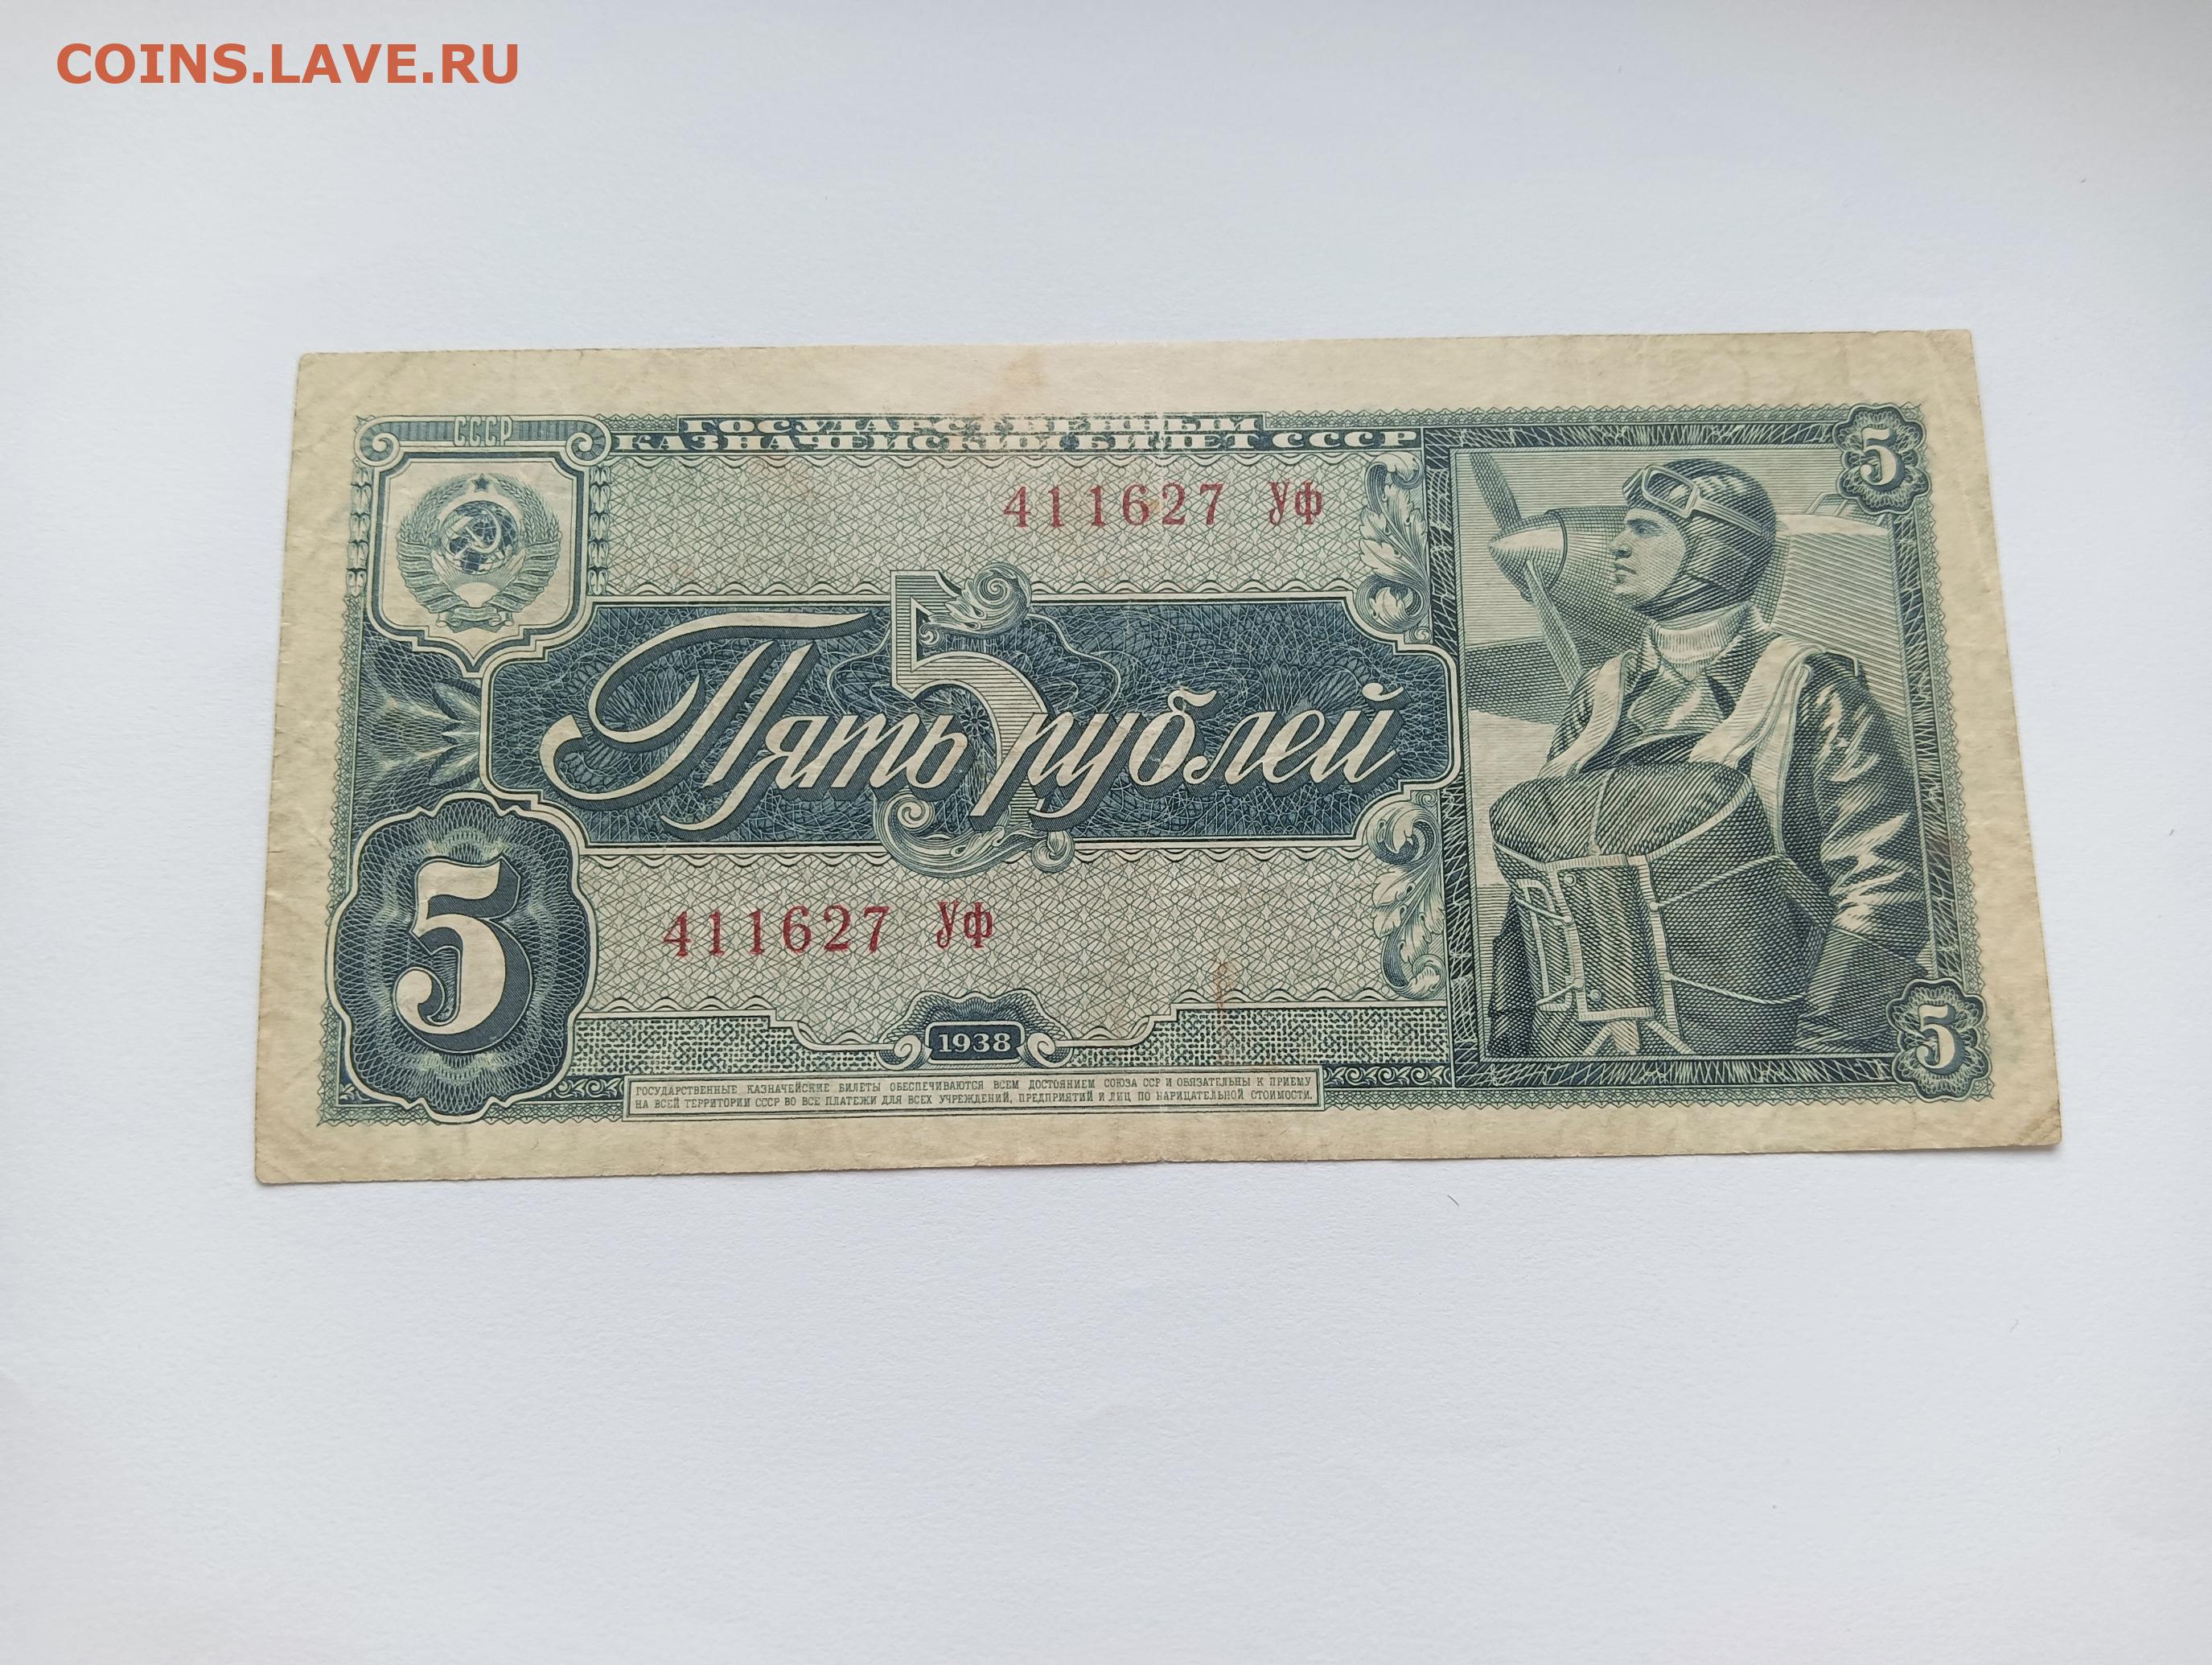 COINS.LAVE.RU
СССР
ГОСУДАРСТВЕННЫЙ
КАЗНАЧЕЙСКИЙ БИЛЕТ СССР
5
411627 Уф
5
Пять рублей
5
411627 Уф
1938
5
ГОСУДАРСТВЕННЫЕ КАЗНАЧЕЙСКИЕ БИЛЕТЫ ОБЕСПЕЧИВАЮТСЯ ВСЕМ ДОСТОЯНИЕМ СОЮЗА ССР И ОБЯЗАТЕЛЬНЫ К ПРИЕМУ
НА ВСЕЙ ТЕРРИТОРИИ СССР ВО ВСЕ ПЛАТЕЖИ ДЛЯ ВСЕХ УЧРЕЖДЕНИЙ, ПРЕДПРИЯТИЙ И ЛИЦ ПО НАРИЦАТЕЛЬНОЙ СТОИМОСТИ.